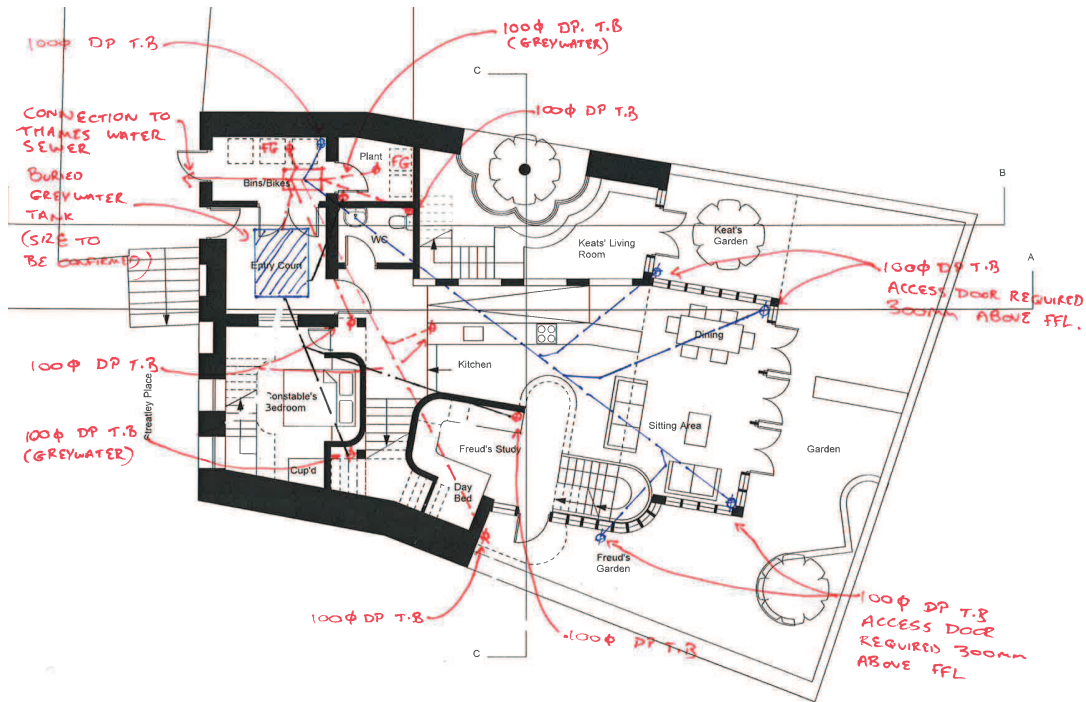 100Φ DP T.B
100Φ DP. T.B
(GREYWATER)
C
100Φ DP T.B
CONNECTION TO
THAMES WATER
SEWER
FG
Plant
FG
Bins/Bikes
BURIED
GREYWATER
TANK
(SIZE TO
BE CONFIRMED)
B
WC
Keats' Living
Room
Keat's
Garden
Entry Court
100Φ DP T.B
ACCESS DOOR REQUIRED
300mm ABOVE FFL.
A
Dining
Kitchen
100Φ DP T.B
Constable's
Bedroom
Streatley Place
Sitting Area
Garden
100Φ DP T.B
(GREYWATER)
Freud's Study
Cup'd
Day
Bed
Freud's
Garden
100Φ DP T.B
100Φ DP T.B
C
100Φ DP T.B
ACCESS DOOR
REQUIRED 300mm
ABOVE FFL